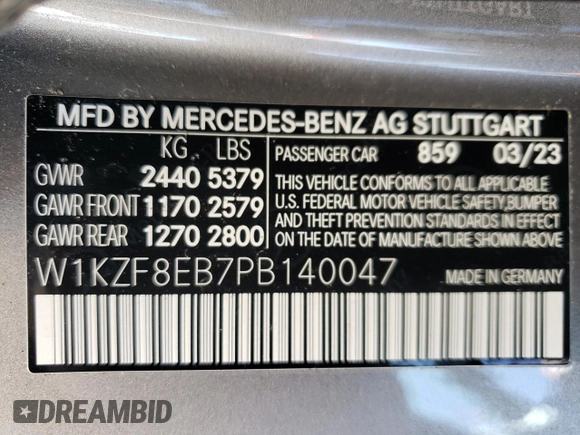 MFD BY MERCEDES-BENZ AG STUTTGART
KG LBS
PASSENGER CAR 859 03/23
GWR 2440 5379
GAWR FRONT 1170 2579
GAWR REAR 1270 2800
THIS VEHICLE CONFORMS TO ALL APPLICABLE
U.S. FEDERAL MOTOR VEHICLE SAFETY, BUMPER
AND THEFT PREVENTION STANDARDS IN EFFECT
ON THE DATE OF MANUFACTURE SHOWN ABOVE.
W1KZF8EB7PB140047
MADE IN GERMANY
DREAMBID